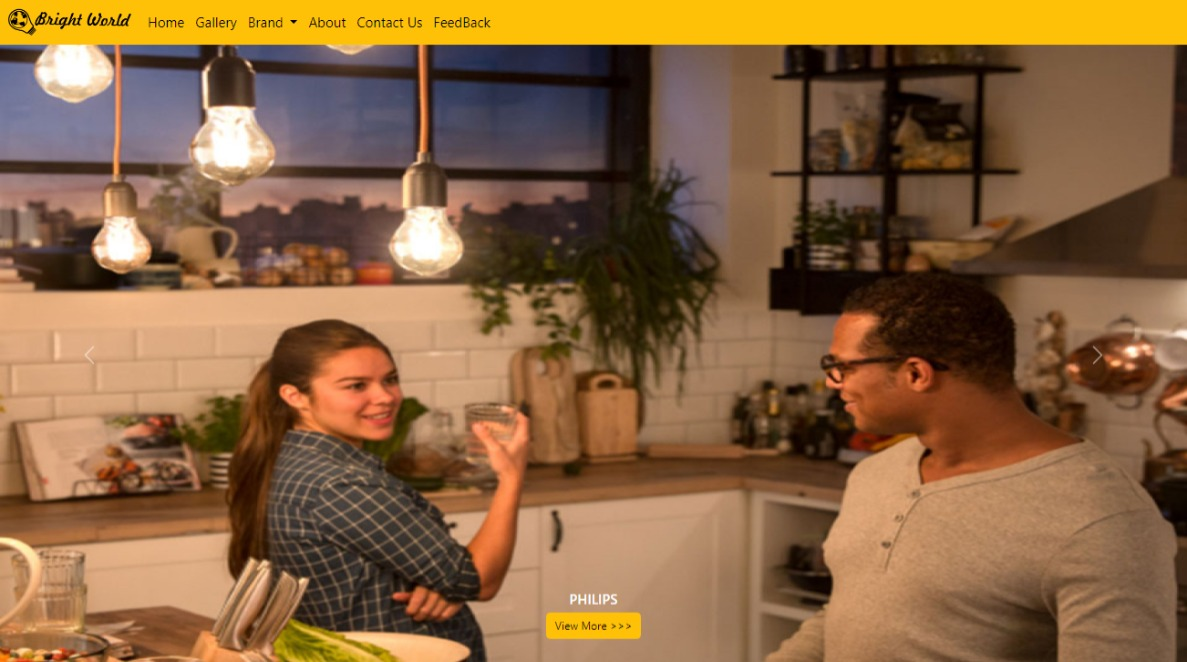 Bright World
Home Gallery Brand About Contact Us FeedBack
PHILIPS
View More >>>